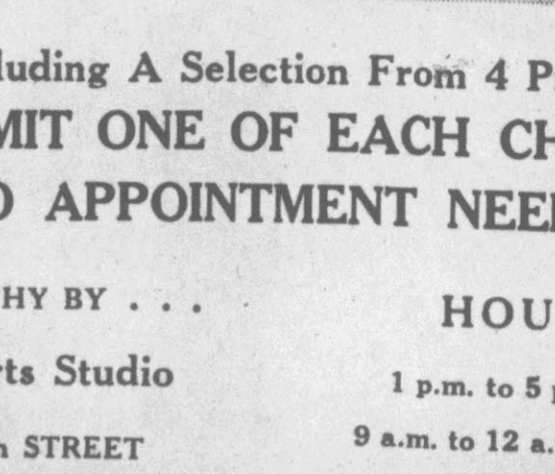 luding A Selection From 4 P
MIT ONE OF EACH CH
O APPOINTMENT NEE
HY BY . . .
HOU
rts Studio
1 p.m. to 5 p
h STREET
9 a.m. to 12 a.